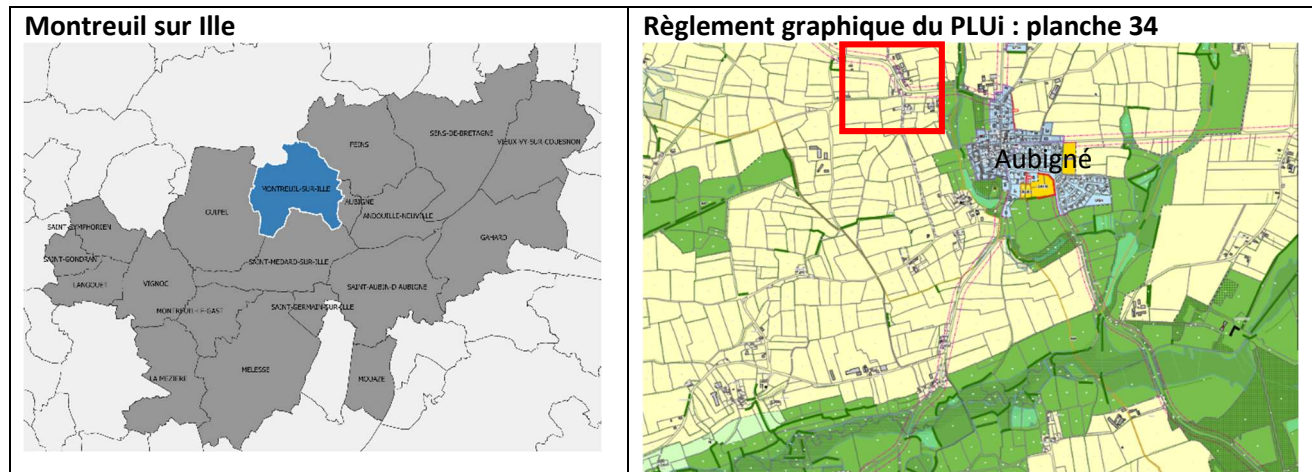 Montreuil sur Ille
Règlement graphique du PLUi : planche 34
SENS-DE-BRETAGNE
VIEUX-VY-SUR-COUESNON
FEINS
MONTREUIL-SUR-ILLE
AUBIGNE
GUIPEL
ANDOUILLE-NEUVILLE
SAINT-SYMPHORIEN
GAHARD
SAINT-MEDARD-SUR-ILLE
SAINT-GONDRAN
LANGOUET
VIGNOC
SAINT-AUBIN-D AUBIGNE
MONTREUIL-LE-GAST
SAINT-GERMAIN-SUR-ILLE
LA MEZIERE
MELESSE
MOUAZE
Aubigné